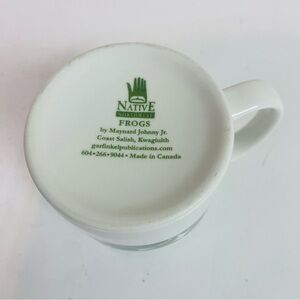 NATIVE
NORTHWEST
FROGS
by Maynard Johnny Jr.
Coast Salish, Kwagiulth
garfinkelpublications.com
604•266•9044 • Made in Canada